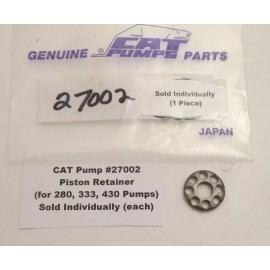 GENUINE CAT PUMPS PARTS
27002
Sold Individually
(1 Piece)
JAPAN
CAT Pump #27002
Piston Retainer
(for 280, 333, 430 Pumps)
Sold Individually (each)